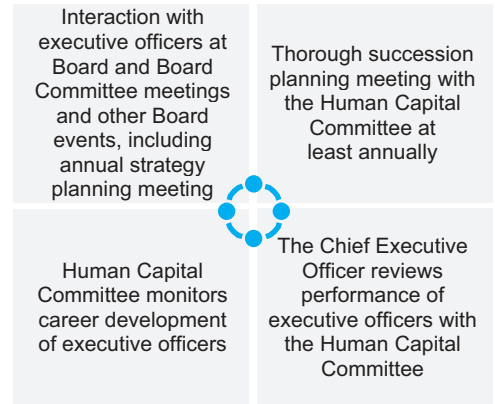 Interaction with
executive officers at
Board and Board
Committee meetings
and other Board
events, including
annual strategy
planning meeting
Thorough succession
planning meeting with
the Human Capital
Committee at
least annually
Human Capital
Committee monitors
career development
of executive officers
The Chief Executive
Officer reviews
performance of
executive officers with
the Human Capital
Committee